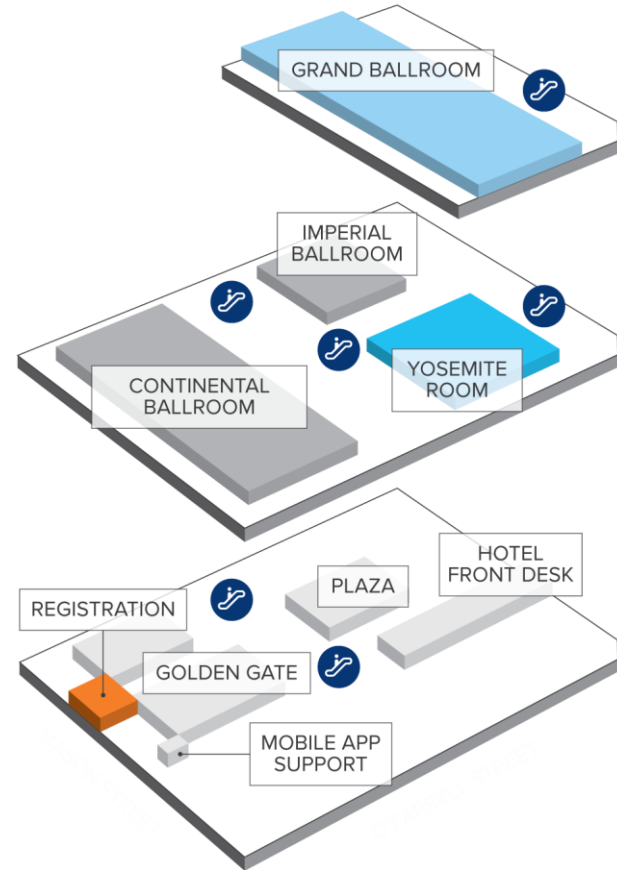 GRAND BALLROOM
IMPERIAL
BALLROOM
CONTINENTAL
BALLROOM
YOSEMITE
ROOM
HOTEL
FRONT DESK
PLAZA
REGISTRATION
GOLDEN GATE
MOBILE APP
SUPPORT